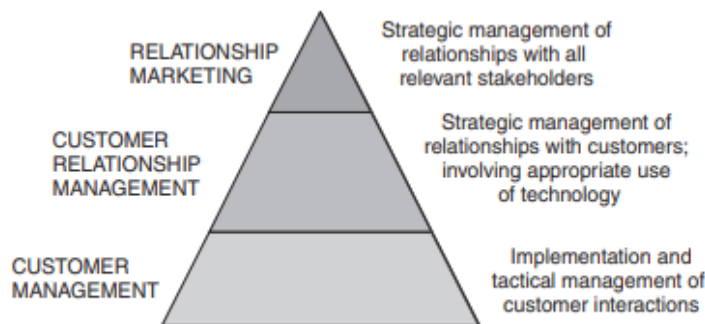 RELATIONSHIP
MARKETING
Strategic management of
relationships with all
relevant stakeholders
CUSTOMER
RELATIONSHIP
MANAGEMENT
Strategic management of
relationships with customers;
involving appropriate use
of technology
CUSTOMER
MANAGEMENT
Implementation and
tactical management of
customer interactions